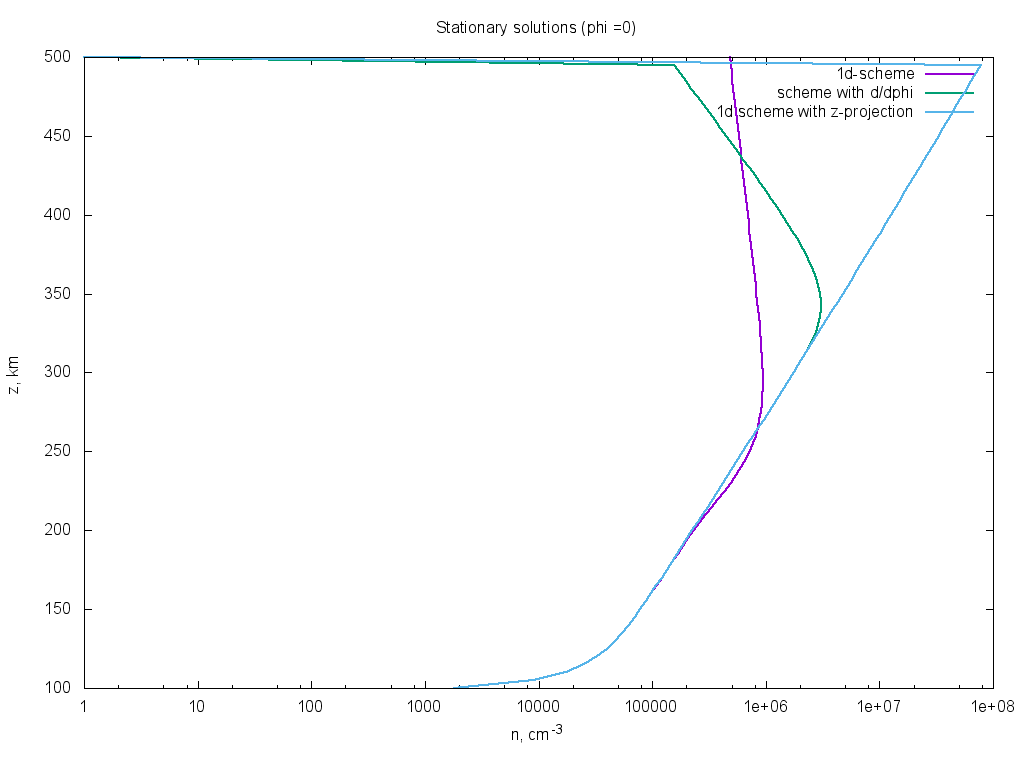 Stationary solutions (phi =0)
500
1d-scheme
scheme with d/dphi
1d scheme with z-projection
450
400
350
z, km
300
250
200
150
100
1 10 100 1000 10000 100000 1e+06 1e+07 1e+08
n, cm-3